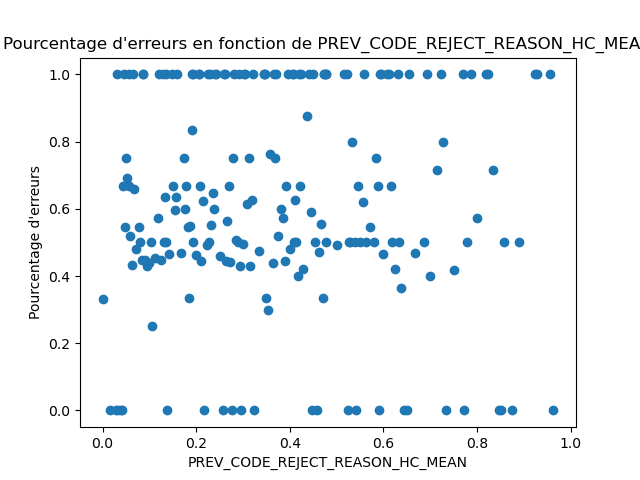 Pourcentage d'erreurs en fonction de PREV_CODE_REJECT_REASON_HC_MEA
1.0
0.8
0.6
0.4
0.2
0.0
Pourcentage d'erreurs
0.0 0.2 0.4 0.6 0.8 1.0
PREV_CODE_REJECT_REASON_HC_MEAN